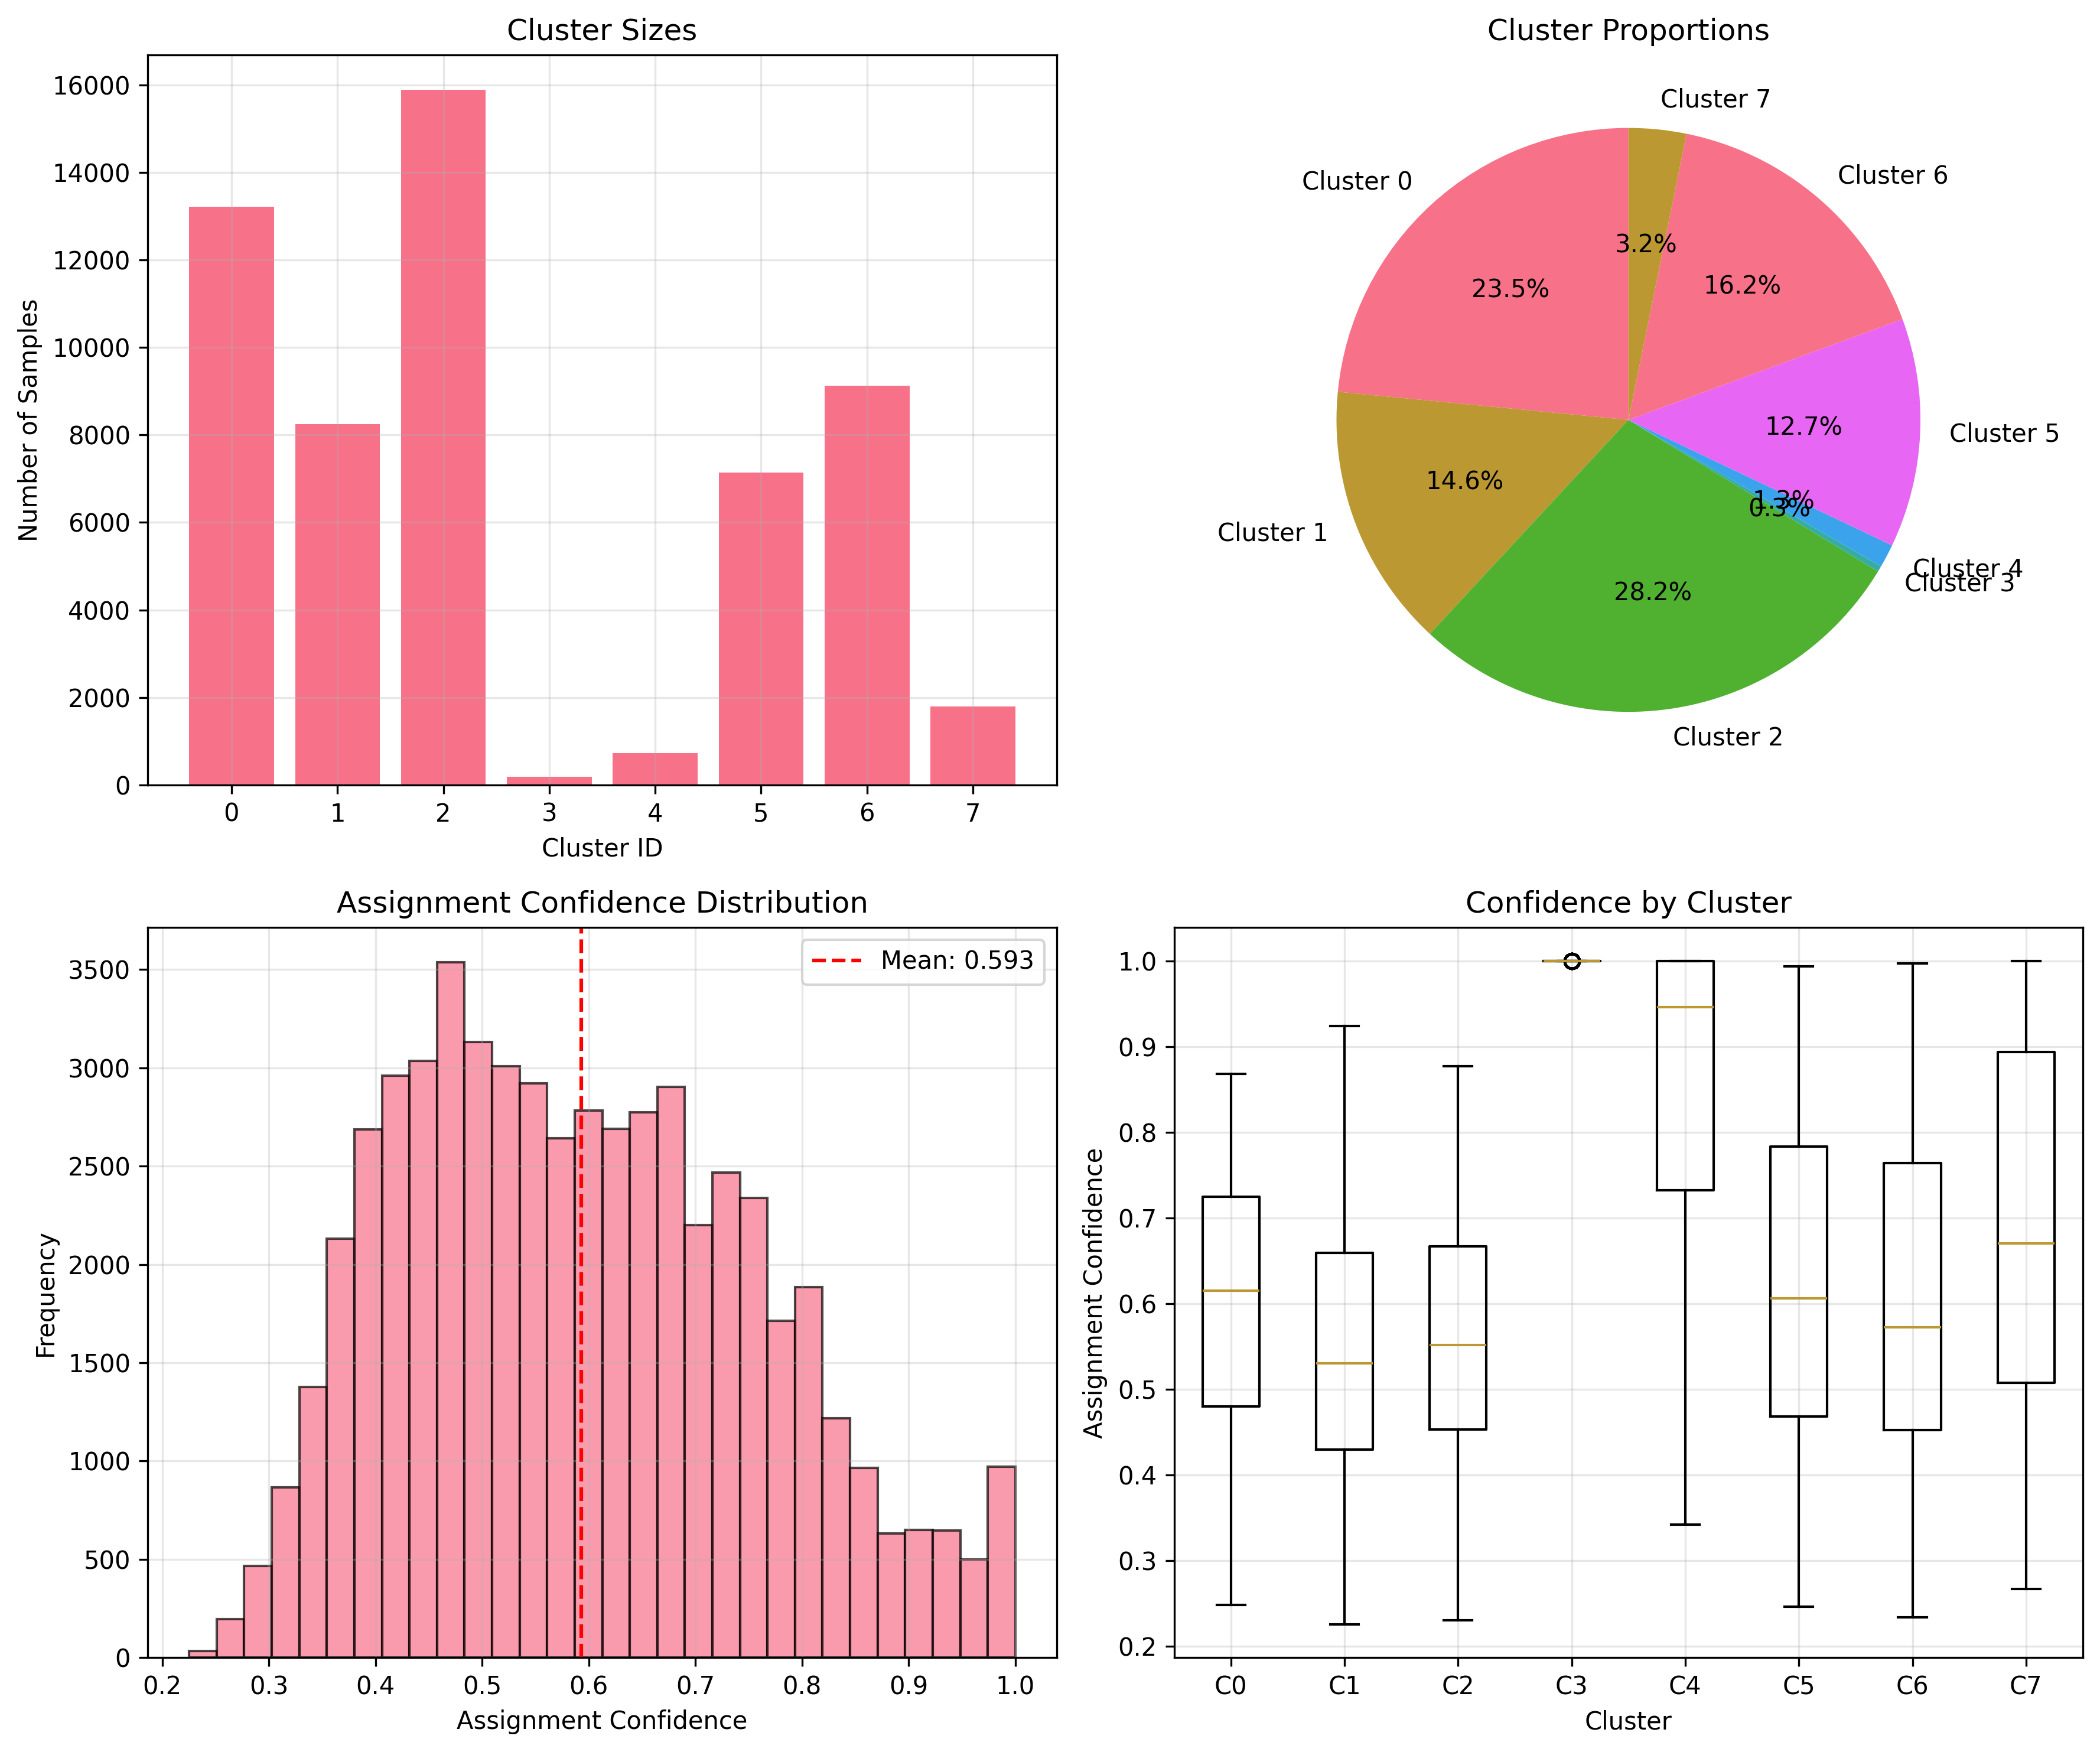 Cluster Sizes
Number of Samples
16000
14000
12000
10000
8000
6000
4000
2000
0
0 1 2 3 4 5 6 7
Cluster ID
Cluster Proportions
Cluster 7
Cluster 0
Cluster 6
3.2%
23.5%
16.2%
12.7%
Cluster 5
14.6%
1.3%
0.3%
Cluster 1
Cluster 4
Cluster 3
28.2%
Cluster 2
Assignment Confidence Distribution
Mean: 0.593
Frequency
3500
3000
2500
2000
1500
1000
500
0
0.2 0.3 0.4 0.5 0.6 0.7 0.8 0.9 1.0
Assignment Confidence
Confidence by Cluster
Assignment Confidence
1.0
0.9
0.8
0.7
0.6
0.5
0.4
0.3
0.2
C0 C1 C2 C3 C4 C5 C6 C7
Cluster